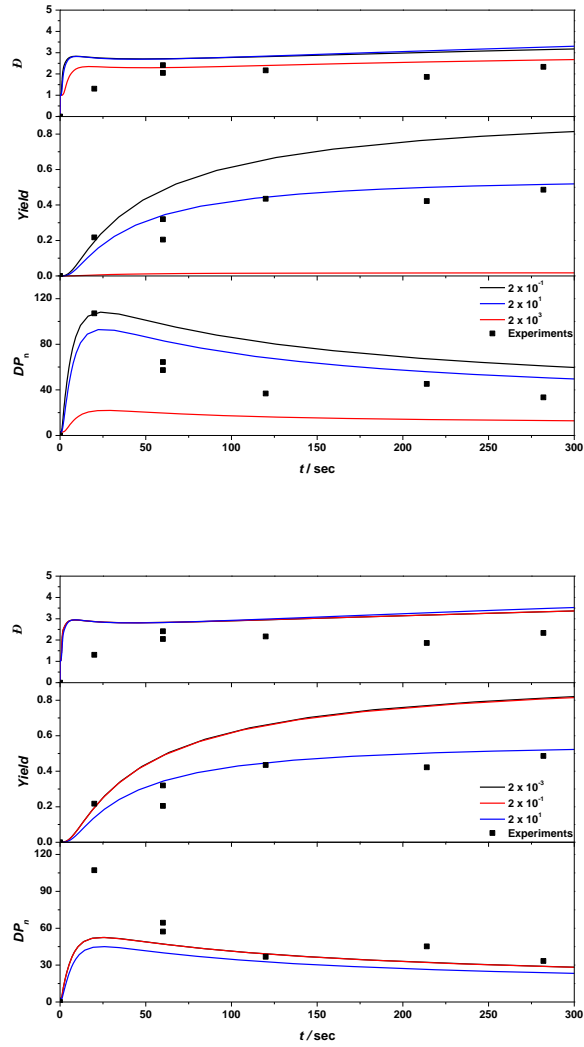 5
4
3
2
1
0
Đ
0.8
0.6
0.4
0.2
0.0
Yield
120
80
40
0
DPₙ
2 x 10⁻¹
2 x 10¹
2 x 10³
Experiments
0 50 100 150 200 250 300
t / sec
5
4
3
2
1
0
Đ
0.8
0.6
0.4
0.2
0.0
Yield
2 x 10⁻³
2 x 10⁻¹
2 x 10¹
Experiments
120
90
60
30
0
DPₙ
0 50 100 150 200 250 300
t / sec